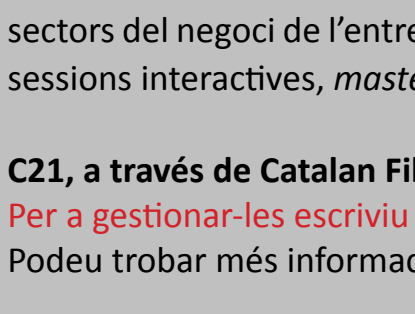 sectors del negoci de l’entre
sessions interactives, maste
C21, a través de Catalan Fil
Per a gestionar-les escriviu
Podeu trobar més informac